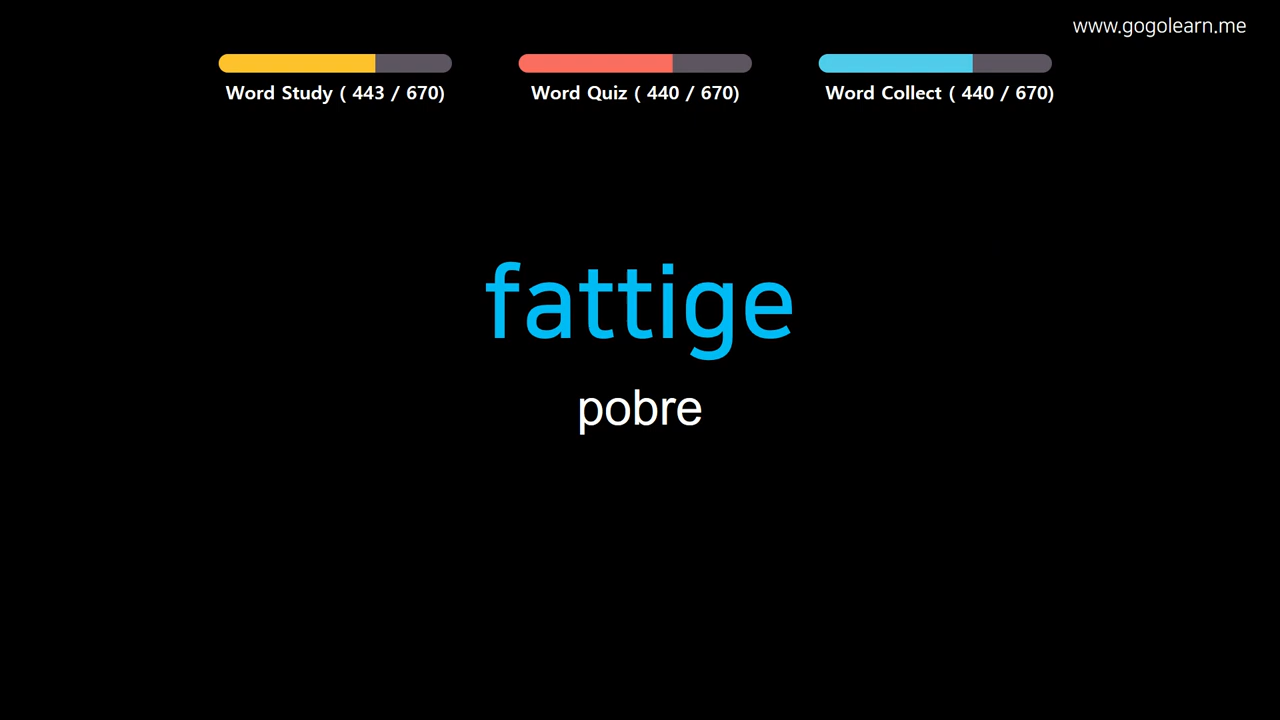 www.gogolearn.me
Word Study ( 443 / 670)
Word Quiz ( 440 / 670)
Word Collect ( 440 / 670)
fattige
pobre